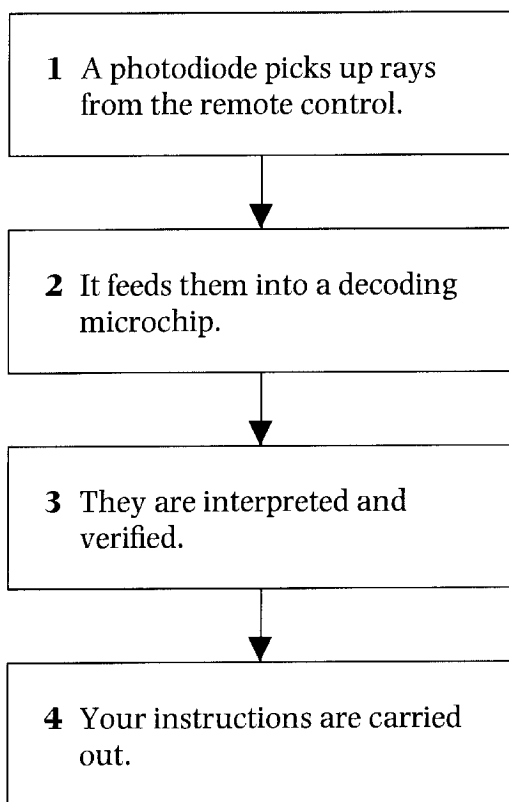 1 A photodiode picks up rays
from the remote control.
2 It feeds them into a decoding
microchip.
3 They are interpreted and
verified.
4 Your instructions are carried
out.